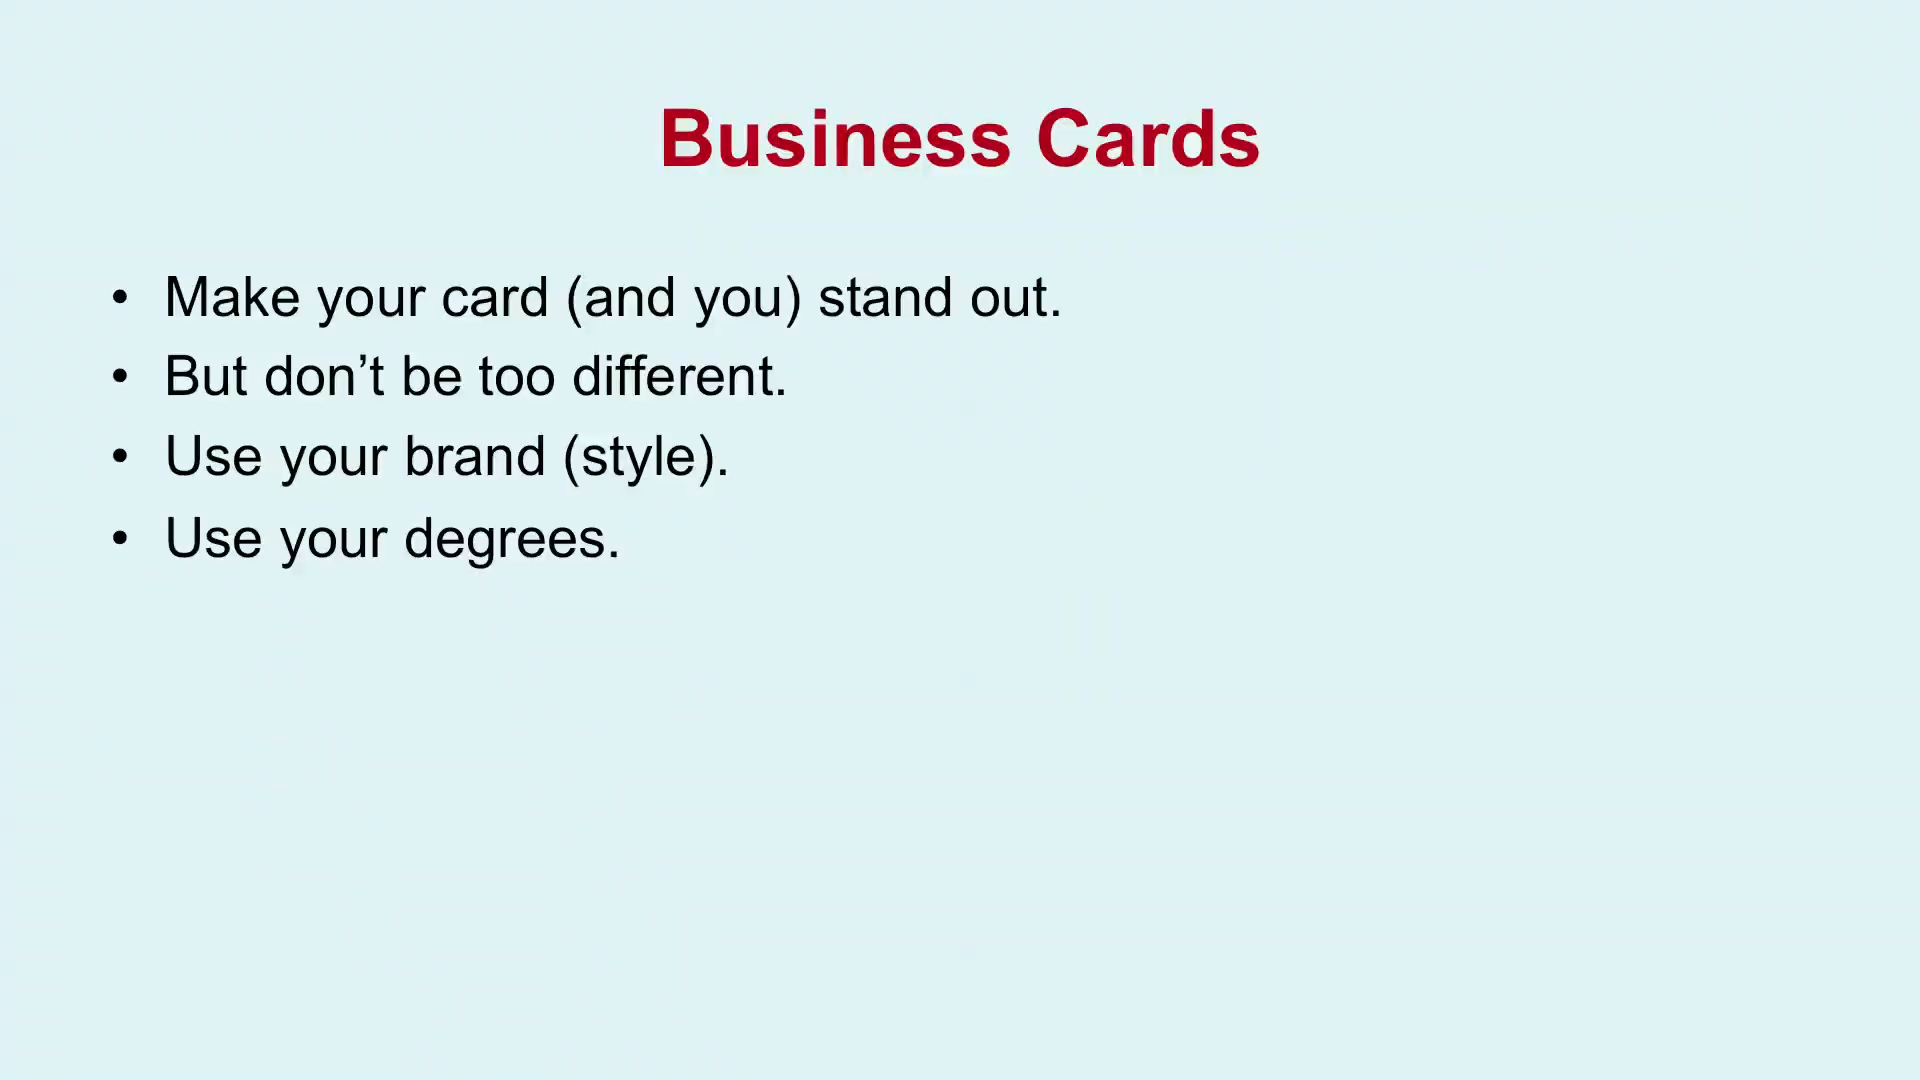 Business Cards
• Make your card (and you) stand out.
• But don’t be too different.
• Use your brand (style).
• Use your degrees.